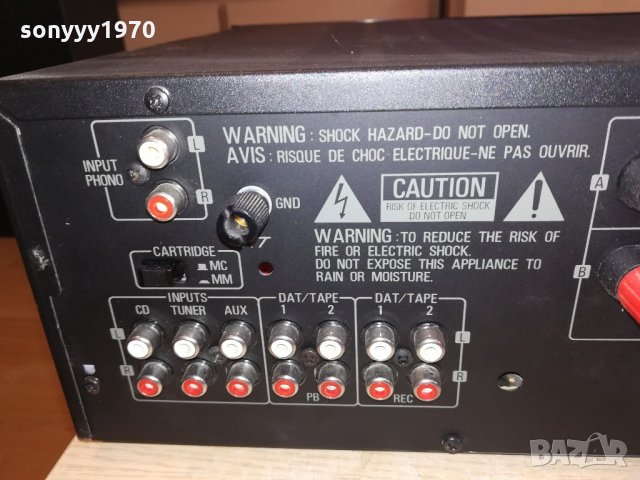 sonyyy1970
WARNING: SHOCK HAZARD-DO NOT OPEN.
AVIS: RISQUE DE CHOC ELECTRIQUE-NE PAS OUVRIR.
INPUT
PHONO
L
R
GND
CAUTION
RISK OF ELECTRIC SHOCK
DO NOT OPEN
WARNING: TO REDUCE THE RISK OF
FIRE OR ELECTRIC SHOCK.
DO NOT EXPOSE THIS APPLIANCE TO
RAIN OR MOISTURE.
A
B
CARTRIDGE
MC
MM
INPUTS
CD TUNER AUX
DAT/TAPE
1 2
DAT/TAPE
1 2
L
L
R
R
PB
REC
BAZAR